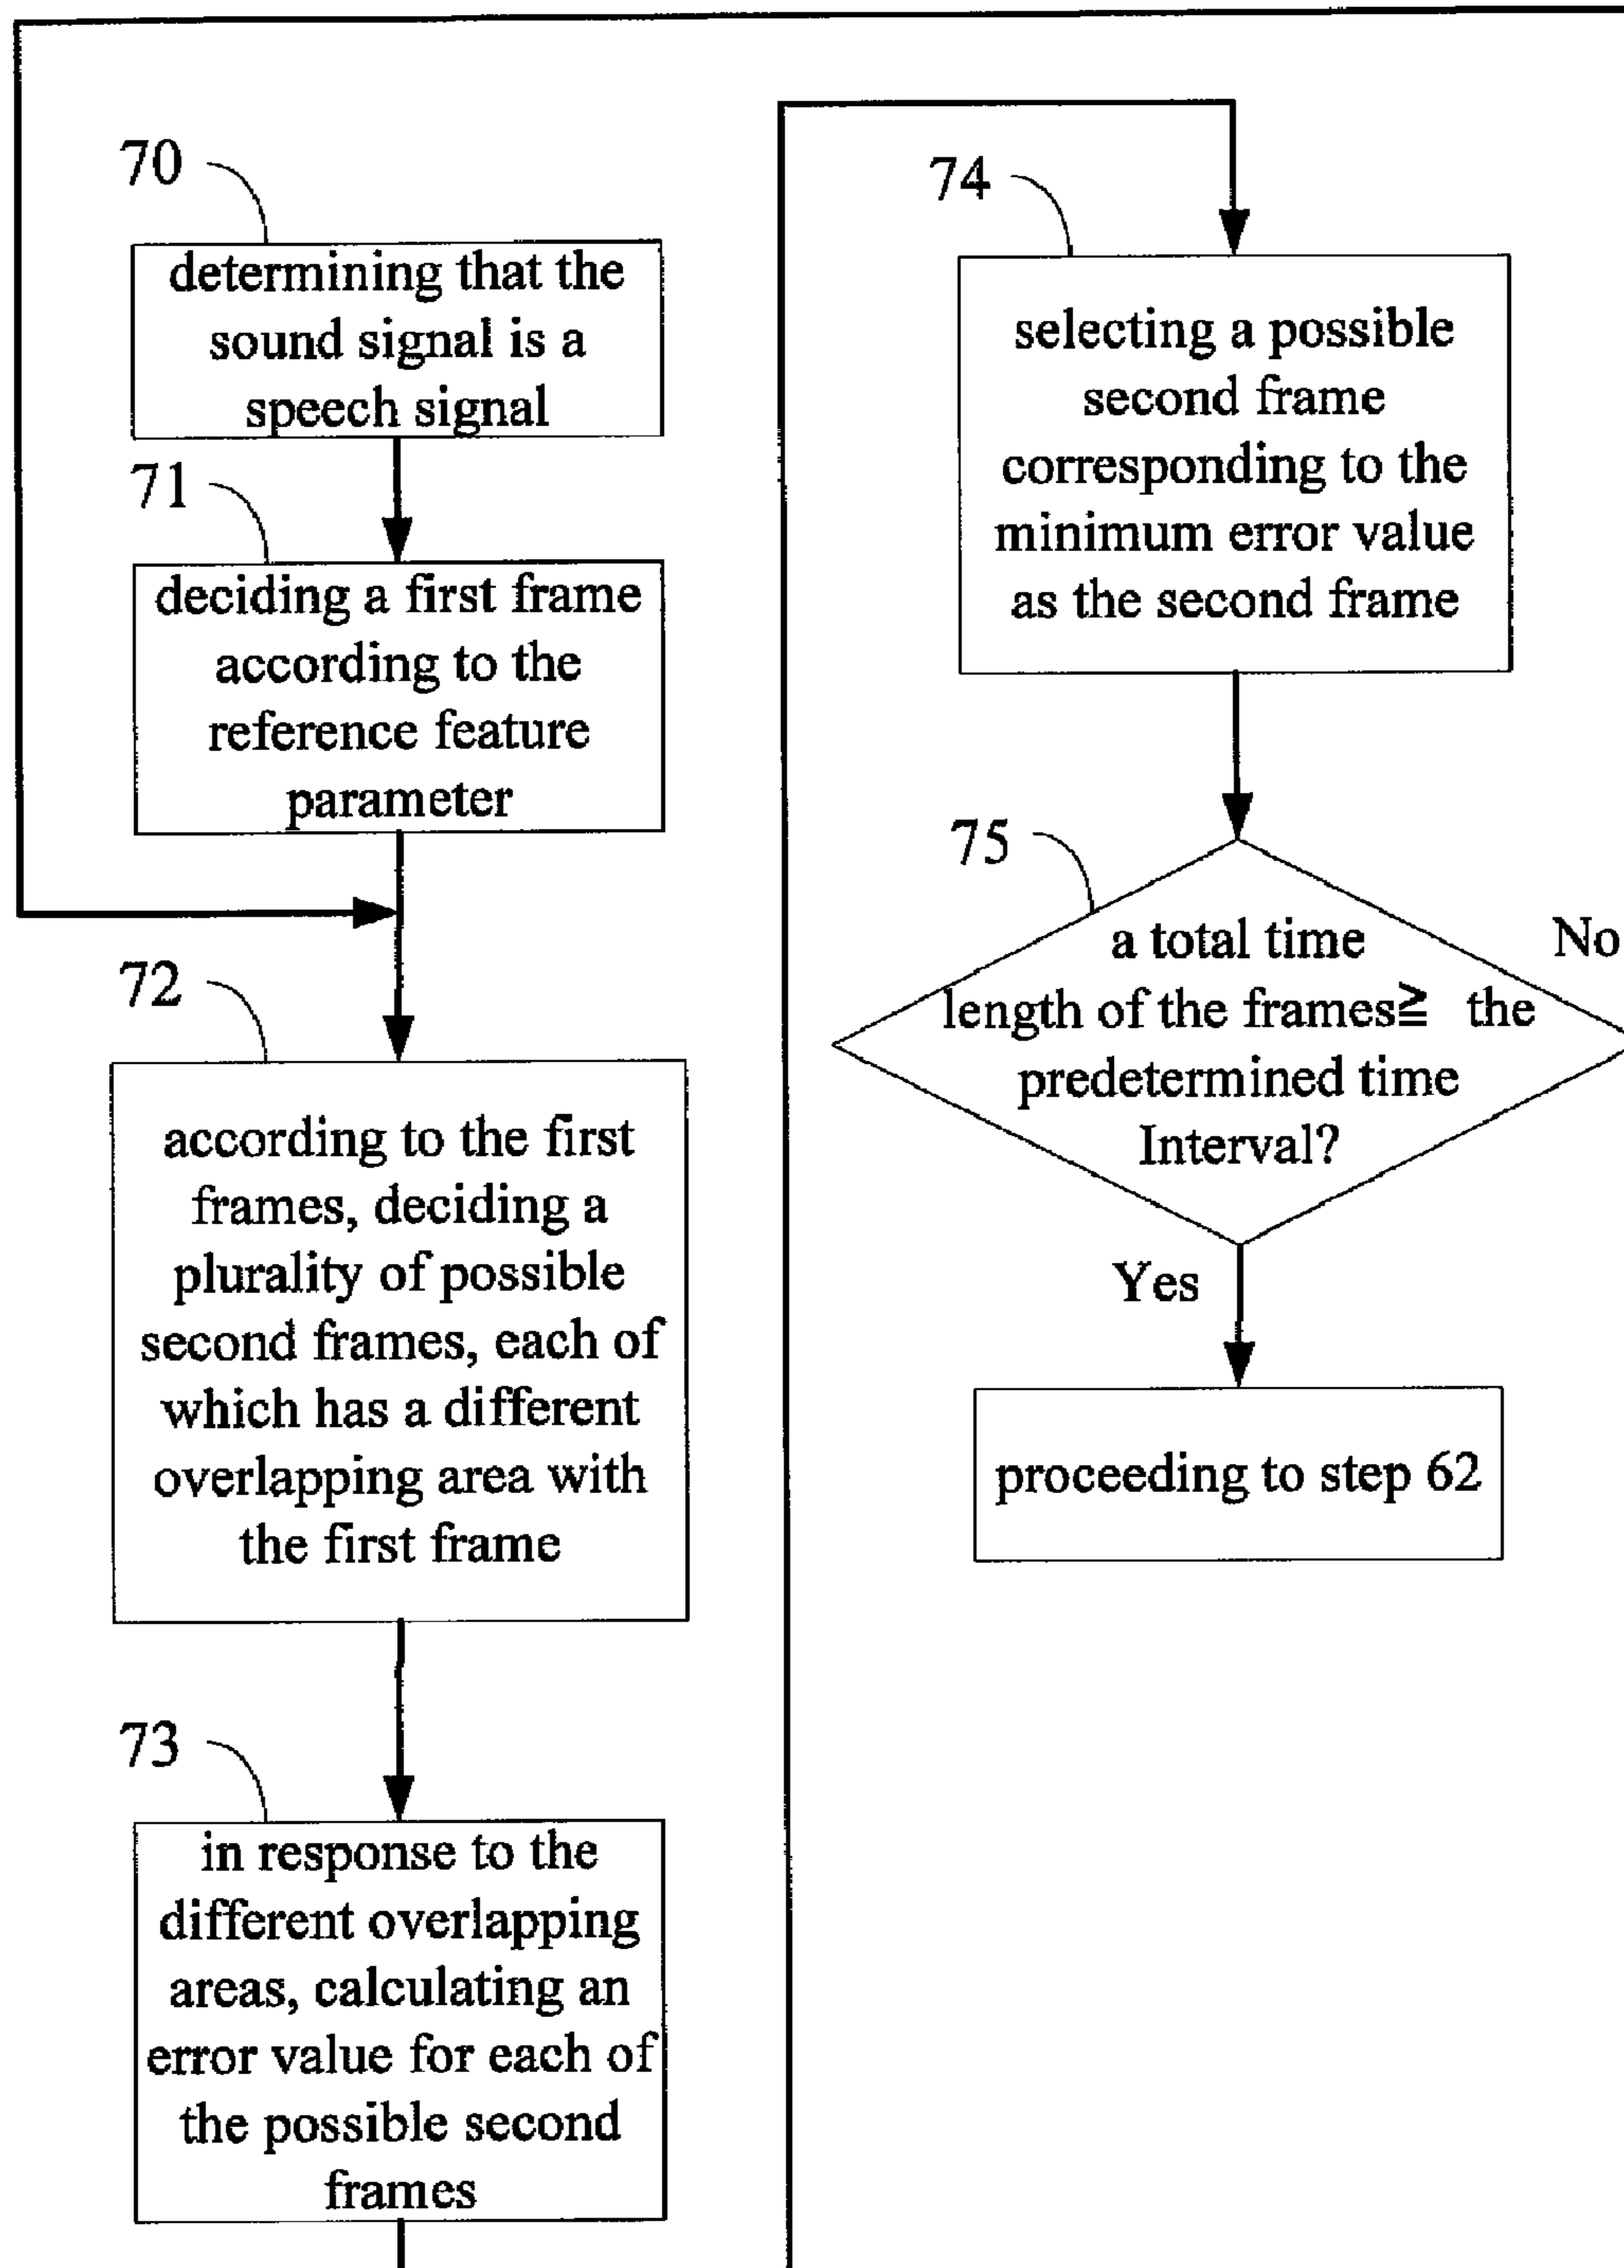 70
determining that the
sound signal is a
speech signal
71
deciding a first frame
according to the
reference feature
parameter
72
according to the first
frames, deciding a
plurality of possible
second frames, each of
which has a different
overlapping area with
the first frame
73
in response to the
different overlapping
areas, calculating an
error value for each of
the possible second
frames
74
selecting a possible
second frame
corresponding to the
minimum error value
as the second frame
75
a total time
length of the frames≧ the
predetermined time
Interval?
No
Yes
proceeding to step 62